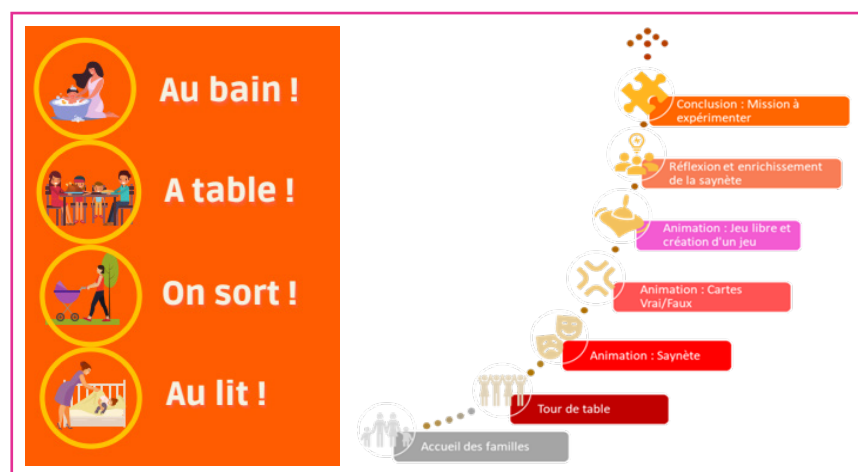 Au bain !
A table !
On sort !
Au lit !
Conclusion : Mission à
expérimenter
Réflexion et enrichissement
de la saynète
Animation : Jeu libre et
création d'un jeu
Animation : Cartes
Vrai/Faux
Animation : Saynète
Tour de table
Accueil des familles